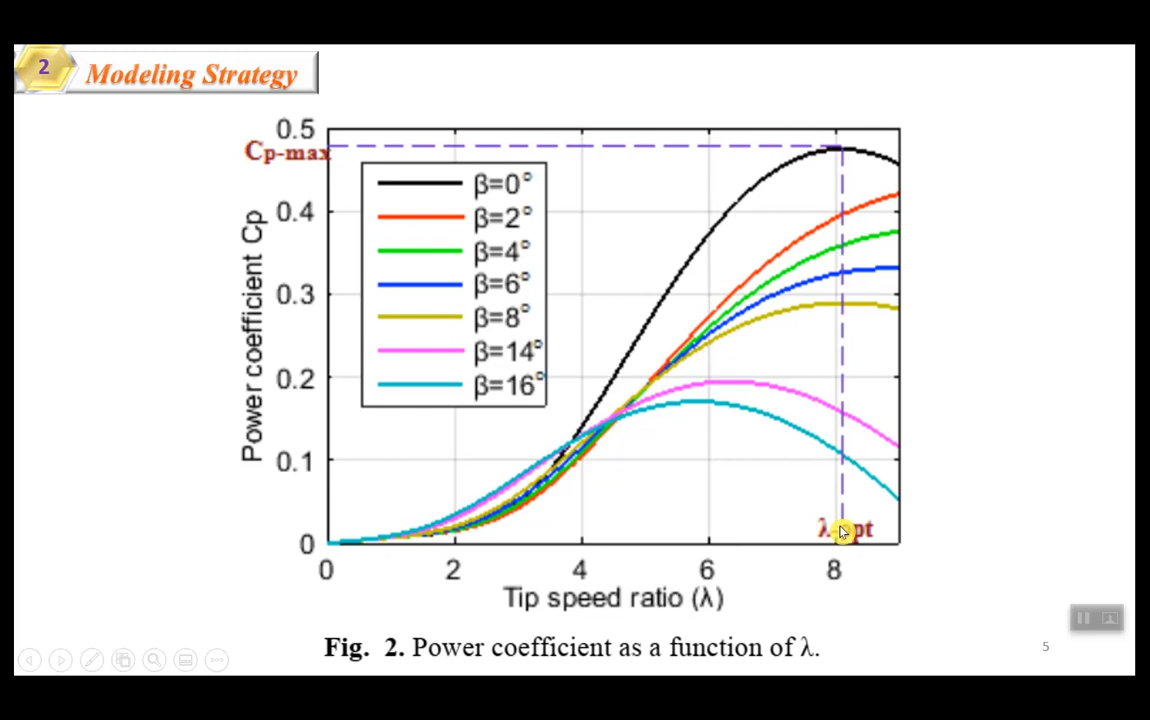 2
Modeling Strategy
0.5
Cp-max
0.4
0.3
0.2
0.1
0
Power coefficient Cp
β=0°
β=2°
β=4°
β=6°
β=8°
β=14°
β=16°
0 2 4 6 8
Tip speed ratio (λ)
Fig. 2. Power coefficient as a function of λ.
5